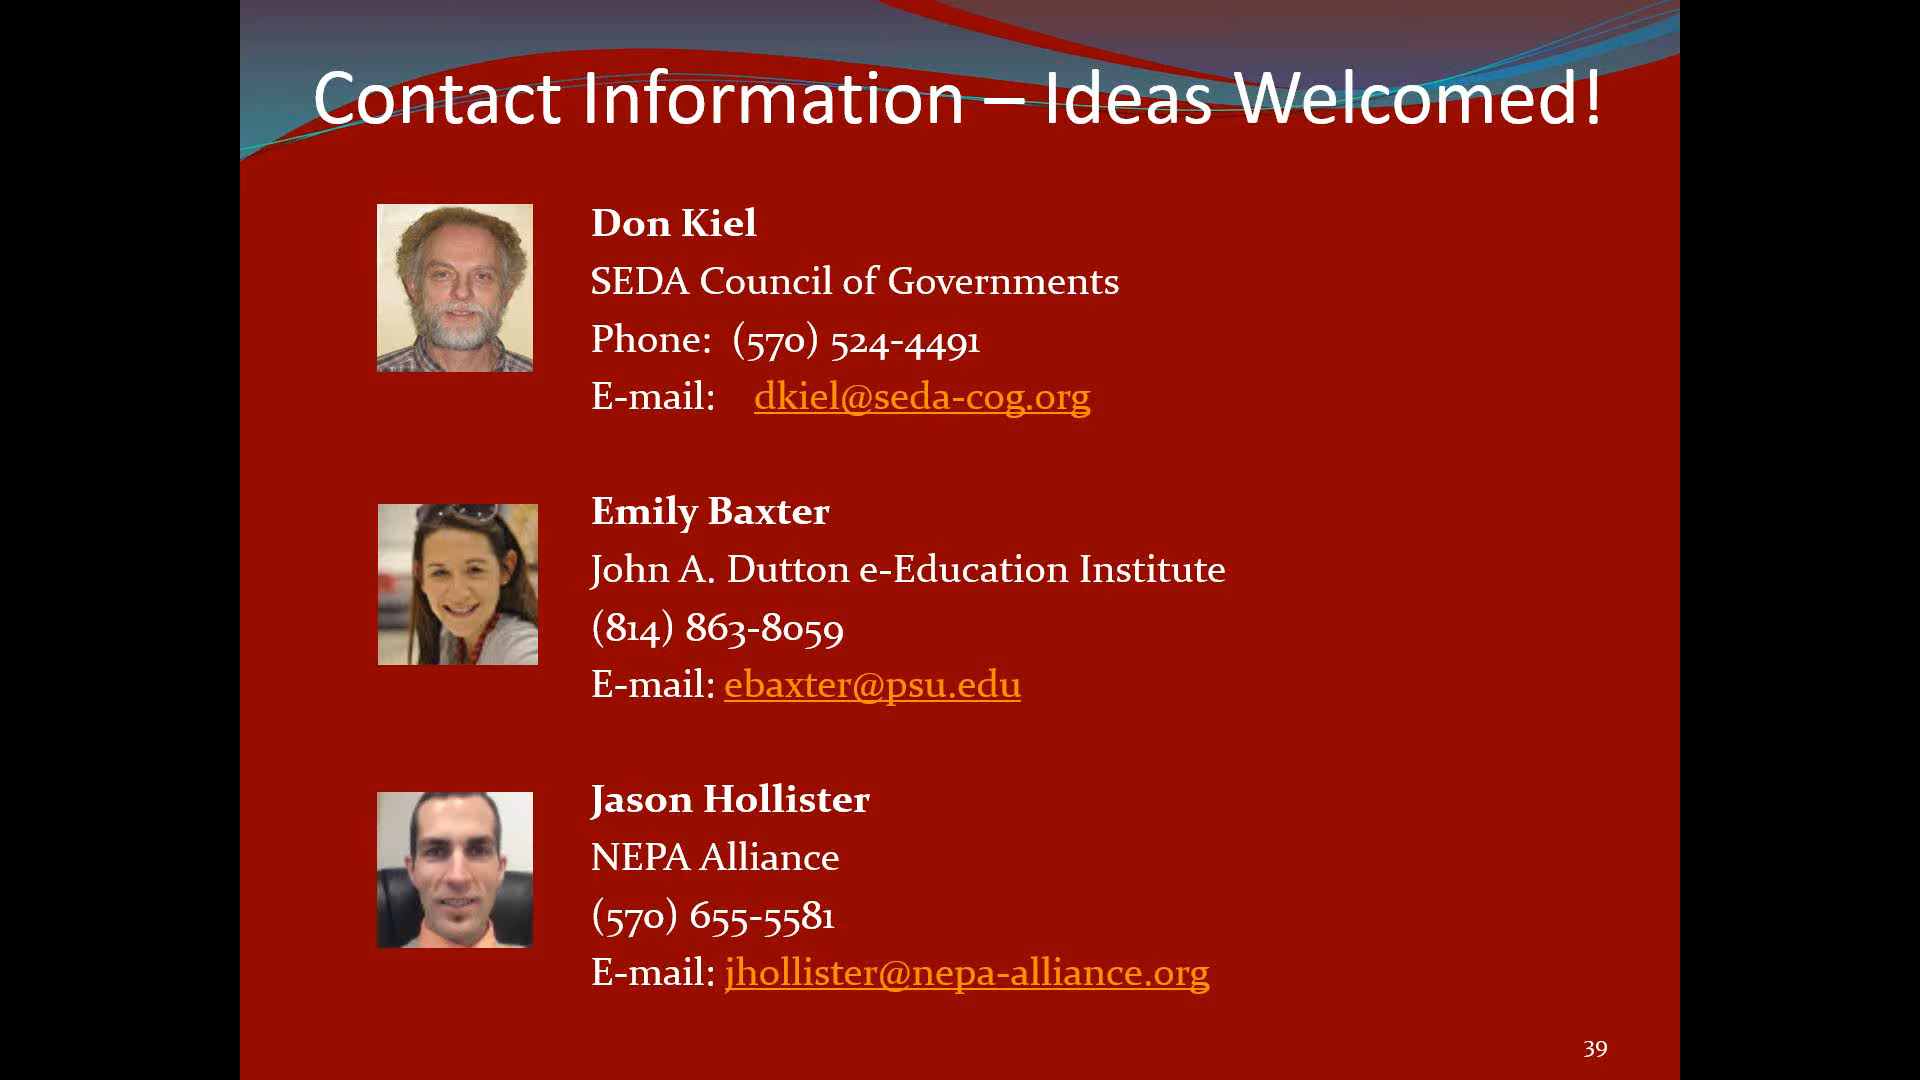 Contact Information – Ideas Welcomed!
Don Kiel
SEDA Council of Governments
Phone: (570) 524-4491
E-mail: dkiel@seda-cog.org
Emily Baxter
John A. Dutton e-Education Institute
(814) 863-8059
E-mail: ebaxter@psu.edu
Jason Hollister
NEPA Alliance
(570) 655-5581
E-mail: jhollister@nepa-alliance.org
39